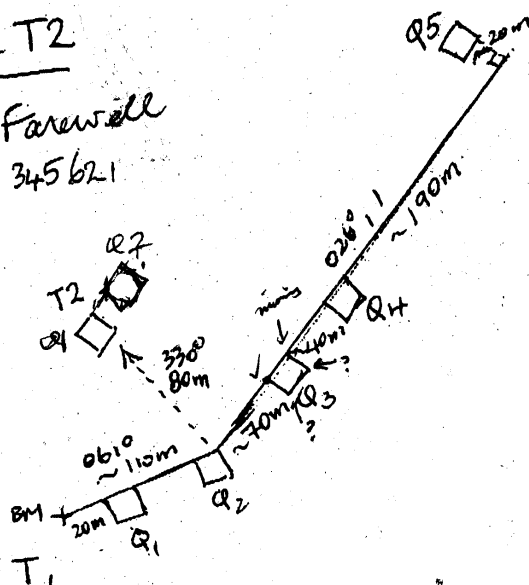 T2
Farewell
345621
Q5
~20m
026°
~190m
Q7
T2
Q4
~40m
Q3
?
?
330°
80m
~70m
061°
~110m
Q2
BM
20m
Q1
T1